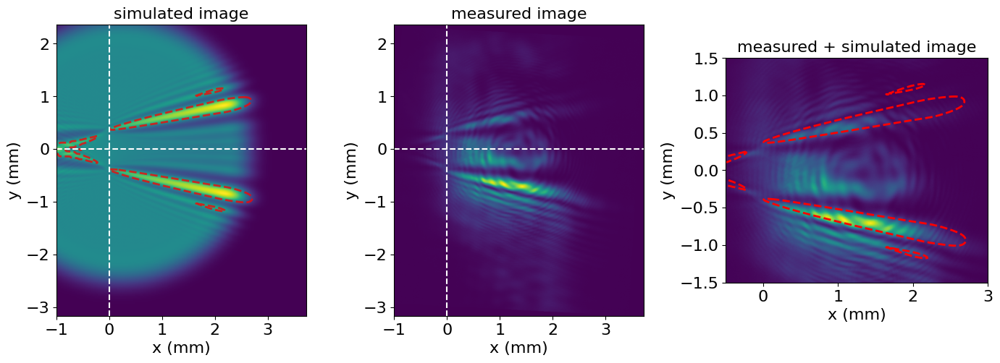 simulated image
2
1
0
−1
−2
−3
y (mm)
−1 0 1 2 3
x (mm)
measured image
2
1
0
−1
−2
−3
y (mm)
−1 0 1 2 3
x (mm)
measured + simulated image
1.5
1.0
0.5
0.0
−0.5
−1.0
−1.5
y (mm)
0 1 2 3
x (mm)